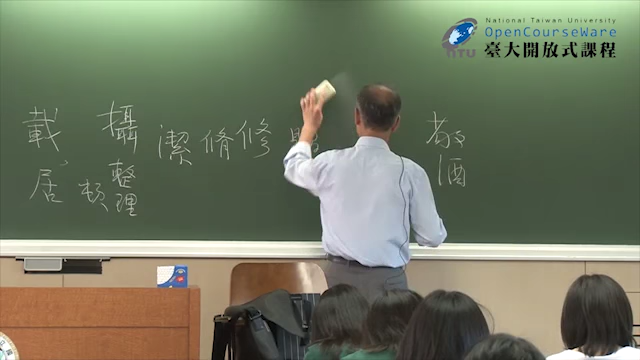 National Taiwan University
OpenCourseWare
臺大開放式課程
NTU
載 攝 潔 脩 修 敬
居 頓 整 酒
理